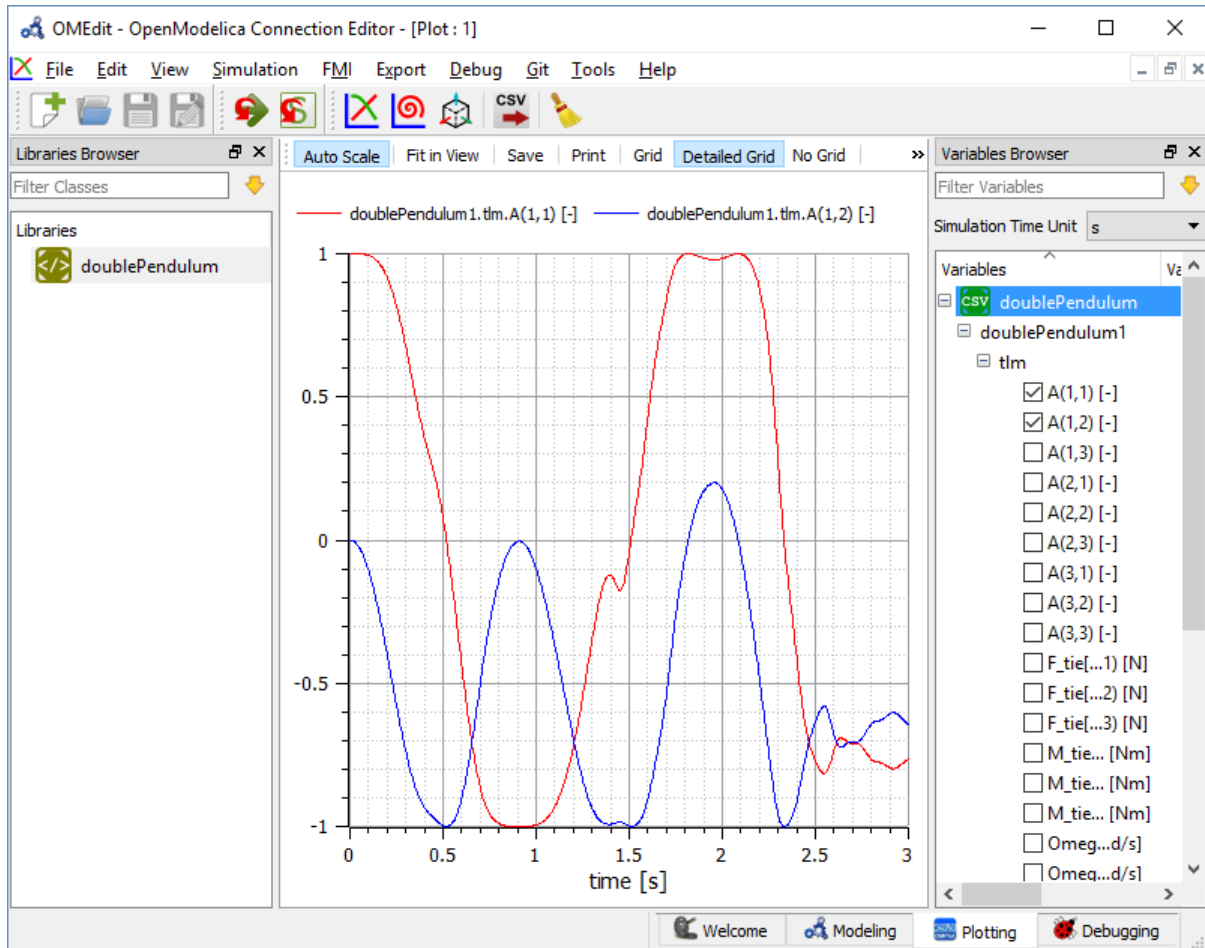 OMEdit - OpenModelica Connection Editor - [Plot : 1]
File Edit View Simulation FMI Export Debug Git Tools Help
CSV
Libraries Browser
Filter Classes
Libraries
</> doublePendulum
Auto Scale Fit in View Save Print Grid Detailed Grid No Grid »
doublePendulum1.tlm.A(1,1) [-] doublePendulum1.tlm.A(1,2) [-]
1
0.5
0
-0.5
-1
0 0.5 1 1.5 2 2.5 3
time [s]
Variables Browser
Filter Variables
Simulation Time Unit s
Variables Va
CSV doublePendulum
doublePendulum1
tlm
A(1,1) [-]
A(1,2) [-]
A(1,3) [-]
A(2,1) [-]
A(2,2) [-]
A(2,3) [-]
A(3,1) [-]
A(3,2) [-]
A(3,3) [-]
F_tie[...1) [N]
F_tie[...2) [N]
F_tie[...3) [N]
M_tie... [Nm]
M_tie... [Nm]
M_tie... [Nm]
Omeg...d/s]
Omeg...d/s]
Welcome Modeling Plotting Debugging